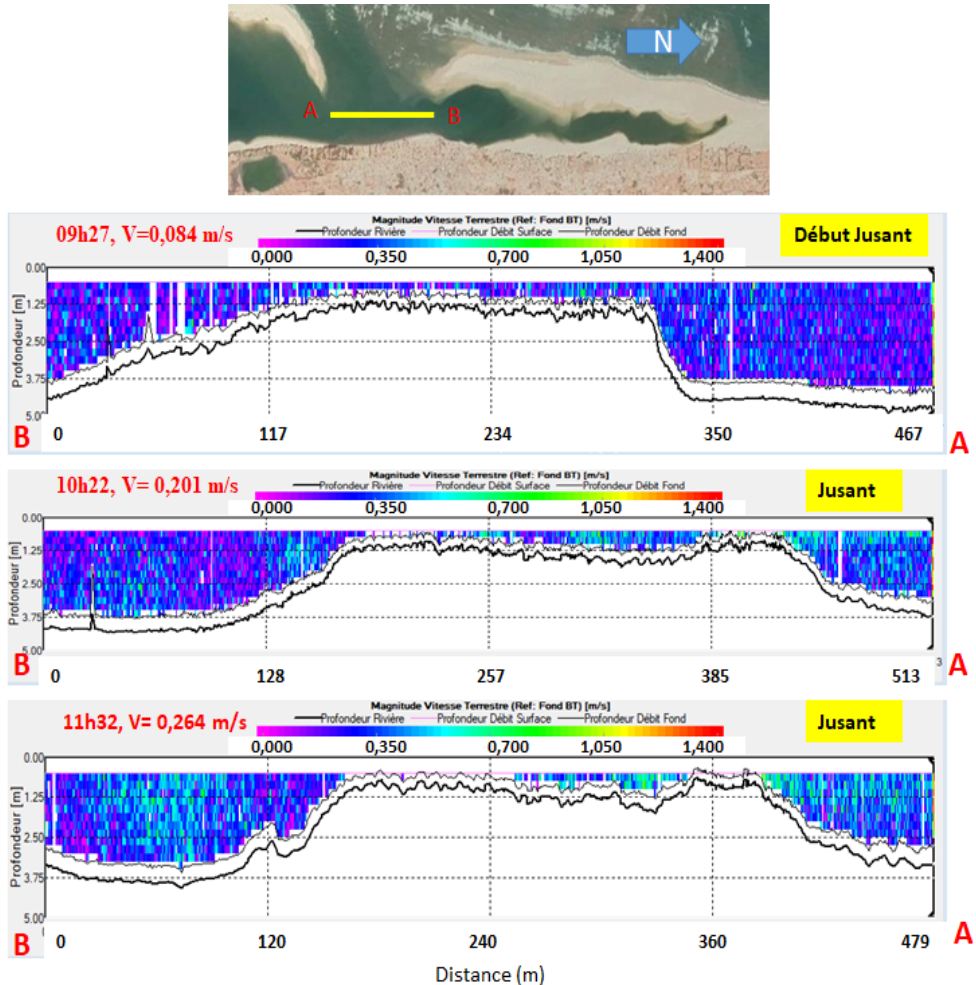 N
A
B
Magnitude Vitesse Terrestre (Ref: Fond BT) [m/s]
09h27, V=0,084 m/s
Profondeur Rivière Profondeur Débit Surface Profondeur Débit Fond
Début Jusant
0,000 0,350 0,700 1,050 1,400
Profondeur [m]
0.00
1.25
2.50
3.75
5.00
B 0 117 234 350 467 A
Magnitude Vitesse Terrestre (Ref: Fond BT) [m/s]
10h22, V= 0,201 m/s
Profondeur Rivière Profondeur Débit Surface Profondeur Débit Fond
Jusant
0,000 0,350 0,700 1,050 1,400
Profondeur [m]
0.00
1.25
2.50
3.75
5.00
3
B 0 128 257 385 513 A
Magnitude Vitesse Terrestre (Ref: Fond BT) [m/s]
11h32, V= 0,264 m/s
Profondeur Rivière Profondeur Débit Surface Profondeur Débit Fond
Jusant
0,000 0,350 0,700 1,050 1,400
Profondeur [m]
0.00
1.25
2.50
3.75
5.00
B 0 120 240 360 479 A
Distance (m)